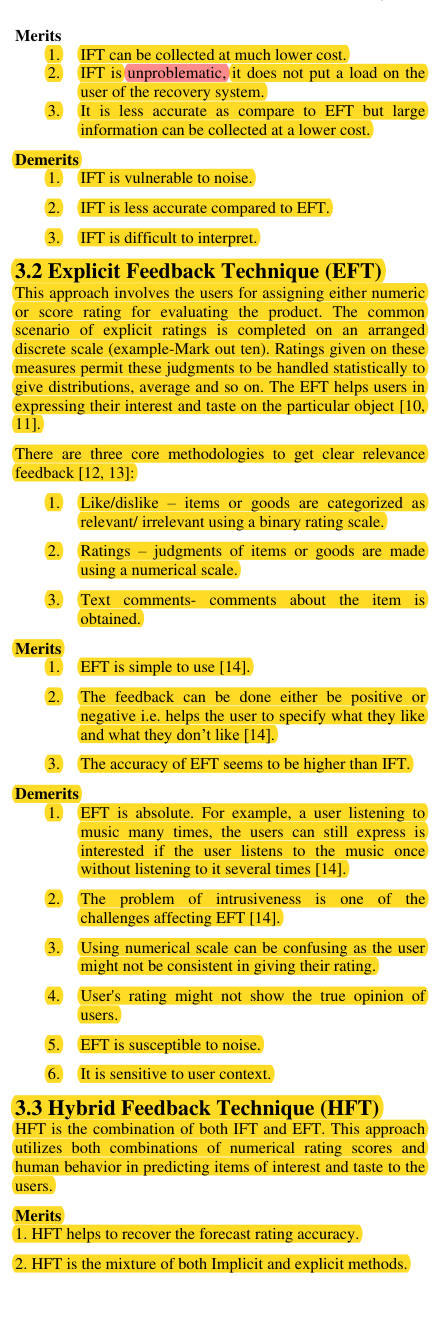 Merits
1. IFT can be collected at much lower cost.
2. IFT is unproblematic, it does not put a load on the
user of the recovery system.
3. It is less accurate as compare to EFT but large
information can be collected at a lower cost.
Demerits
1. IFT is vulnerable to noise.
2. IFT is less accurate compared to EFT.
3. IFT is difficult to interpret.
3.2 Explicit Feedback Technique (EFT)
This approach involves the users for assigning either numeric
or score rating for evaluating the product. The common
scenario of explicit ratings is completed on an arranged
discrete scale (example-Mark out ten). Ratings given on these
measures permit these judgments to be handled statistically to
give distributions, average and so on. The EFT helps users in
expressing their interest and taste on the particular object [10,
11].
There are three core methodologies to get clear relevance
feedback [12, 13]:
1. Like/dislike – items or goods are categorized as
relevant/ irrelevant using a binary rating scale.
2. Ratings – judgments of items or goods are made
using a numerical scale.
3. Text comments- comments about the item is
obtained.
Merits
1. EFT is simple to use [14].
2. The feedback can be done either be positive or
negative i.e. helps the user to specify what they like
and what they don’t like [14].
3. The accuracy of EFT seems to be higher than IFT.
Demerits
1. EFT is absolute. For example, a user listening to
music many times, the users can still express is
interested if the user listens to the music once
without listening to it several times [14].
2. The problem of intrusiveness is one of the
challenges affecting EFT [14].
3. Using numerical scale can be confusing as the user
might not be consistent in giving their rating.
4. User's rating might not show the true opinion of
users.
5. EFT is susceptible to noise.
6. It is sensitive to user context.
3.3 Hybrid Feedback Technique (HFT)
HFT is the combination of both IFT and EFT. This approach
utilizes both combinations of numerical rating scores and
human behavior in predicting items of interest and taste to the
users.
Merits
1. HFT helps to recover the forecast rating accuracy.
2. HFT is the mixture of both Implicit and explicit methods.